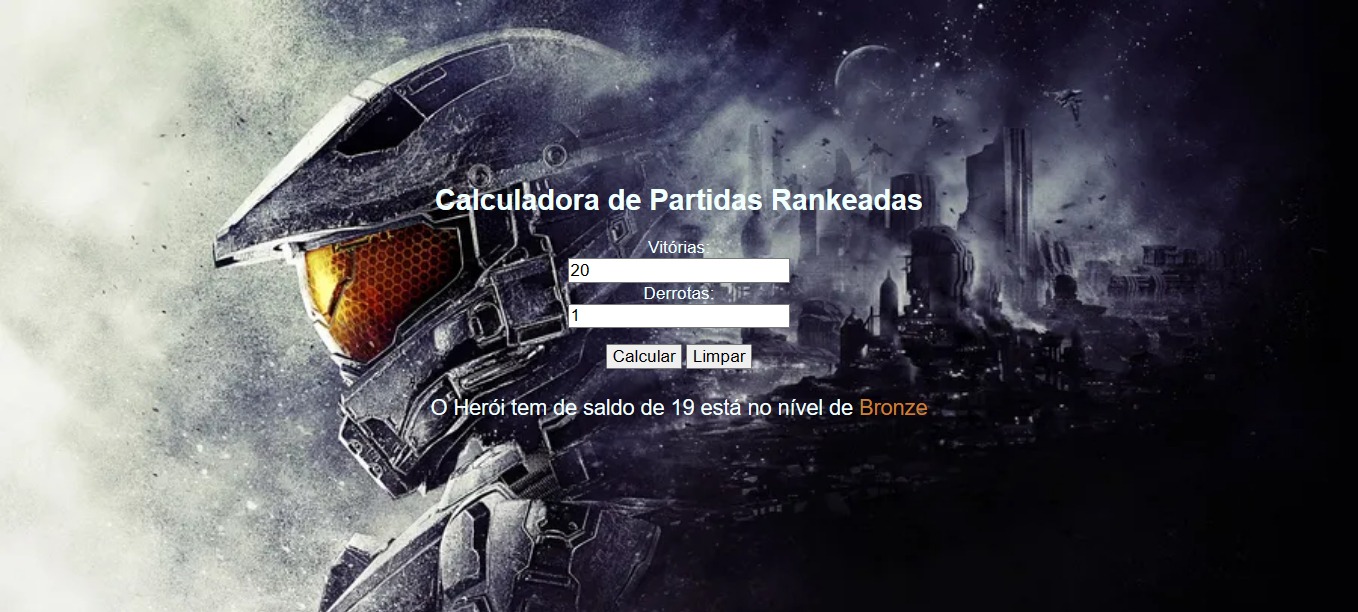 Calculadora de Partidas Rankeadas
Vitórias:
20
Derrotas:
1
Calcular Limpar
O Herói tem de saldo de 19 está no nível de Bronze